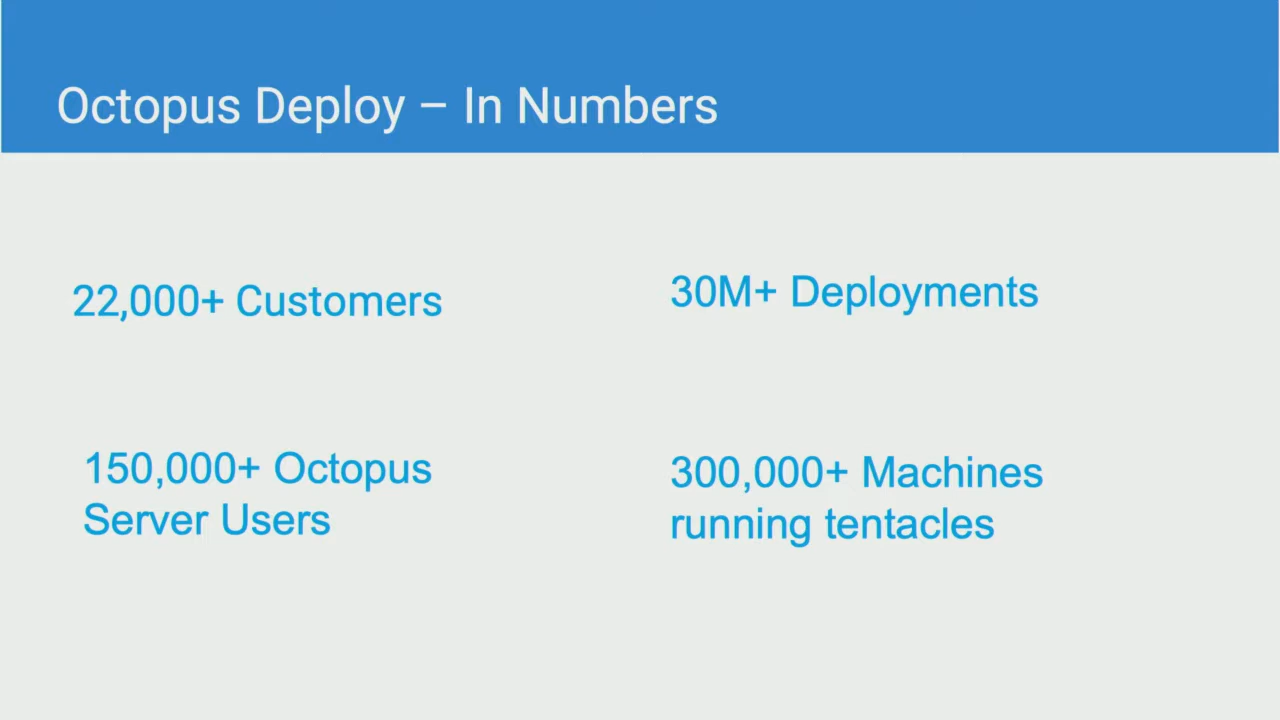 Octopus Deploy – In Numbers
22,000+ Customers
30M+ Deployments
150,000+ Octopus
Server Users
300,000+ Machines
running tentacles